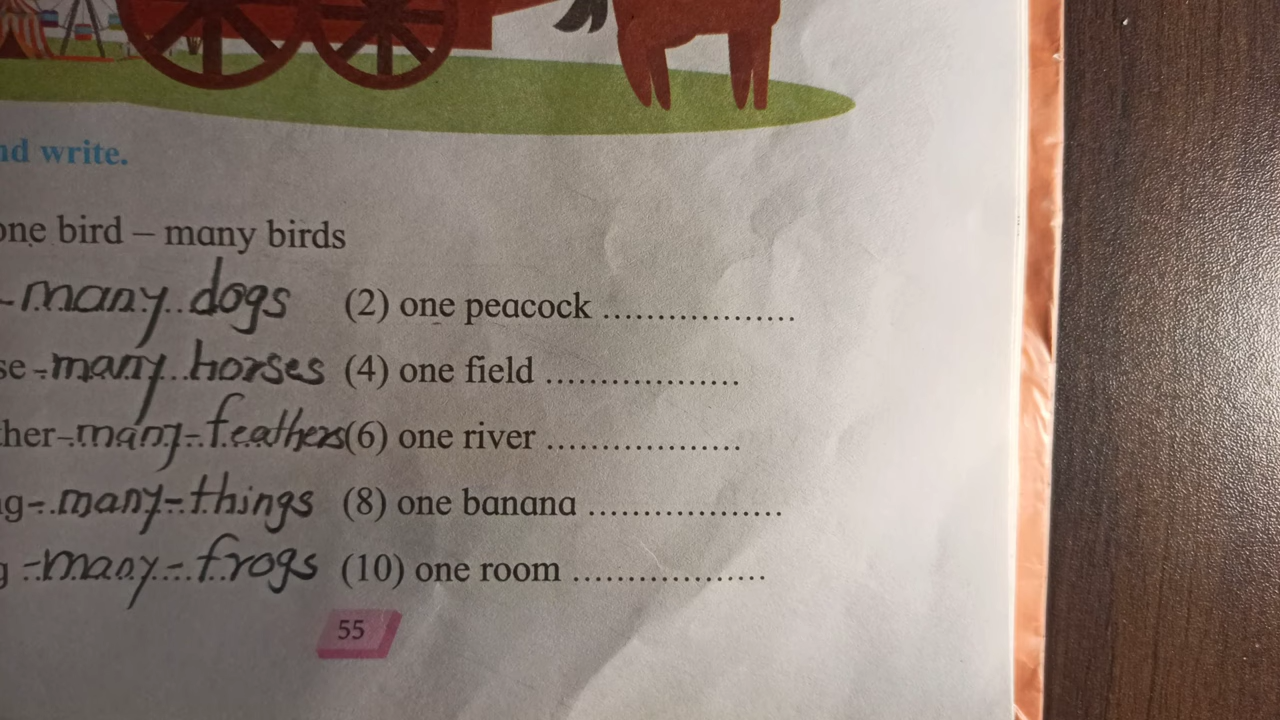 nd write.
one bird – many birds
- many dogs (2) one peacock ..................
se - many horses (4) one field ..................
ther - many - feathers (6) one river ..................
ng - many - things (8) one banana ..................
g - many - frogs (10) one room ..................
55